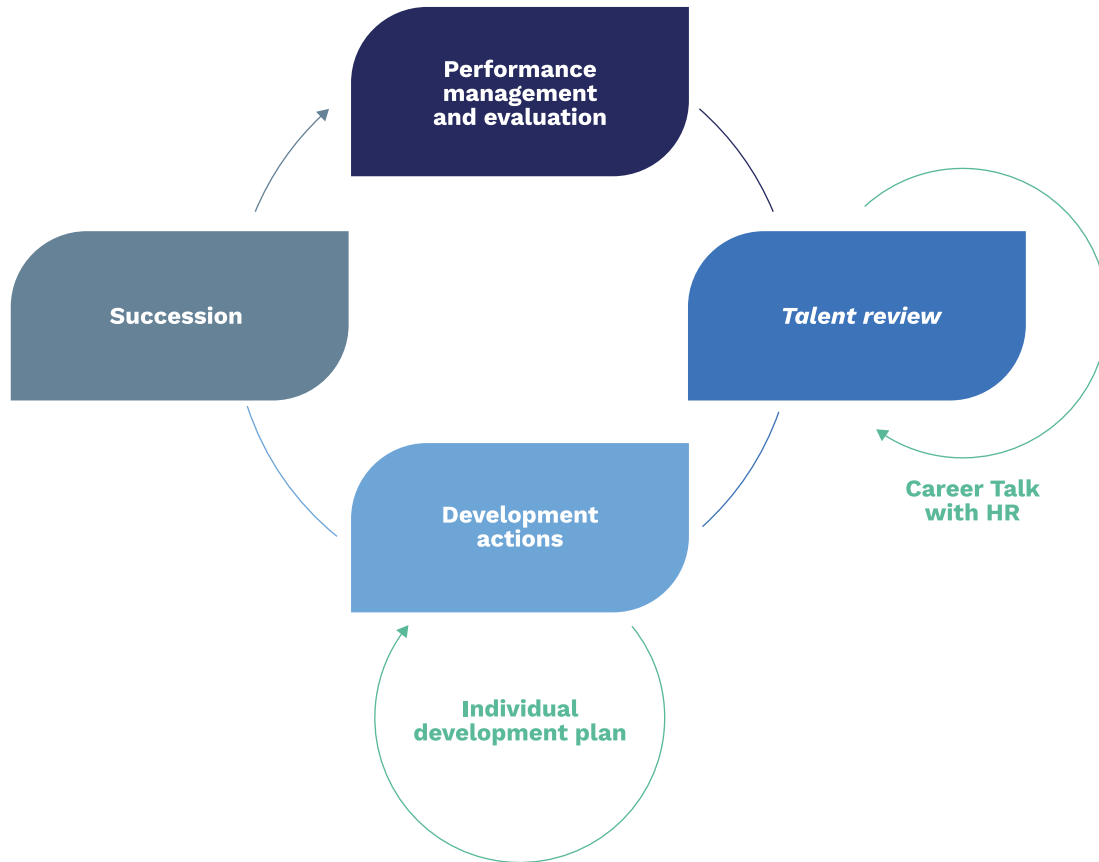 Performance
management
and evaluation
Succession
Talent review
Career Talk
with HR
Development
actions
Individual
development plan